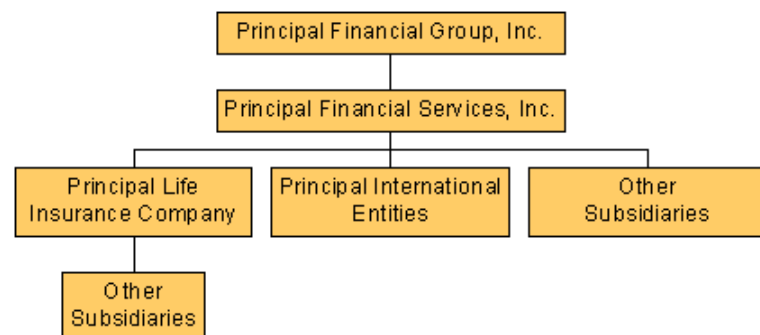 Principal Financial Group, Inc.
Principal Financial Services, Inc.
Principal Life
Insurance Company
Principal International
Entities
Other
Subsidiaries
Other
Subsidiaries